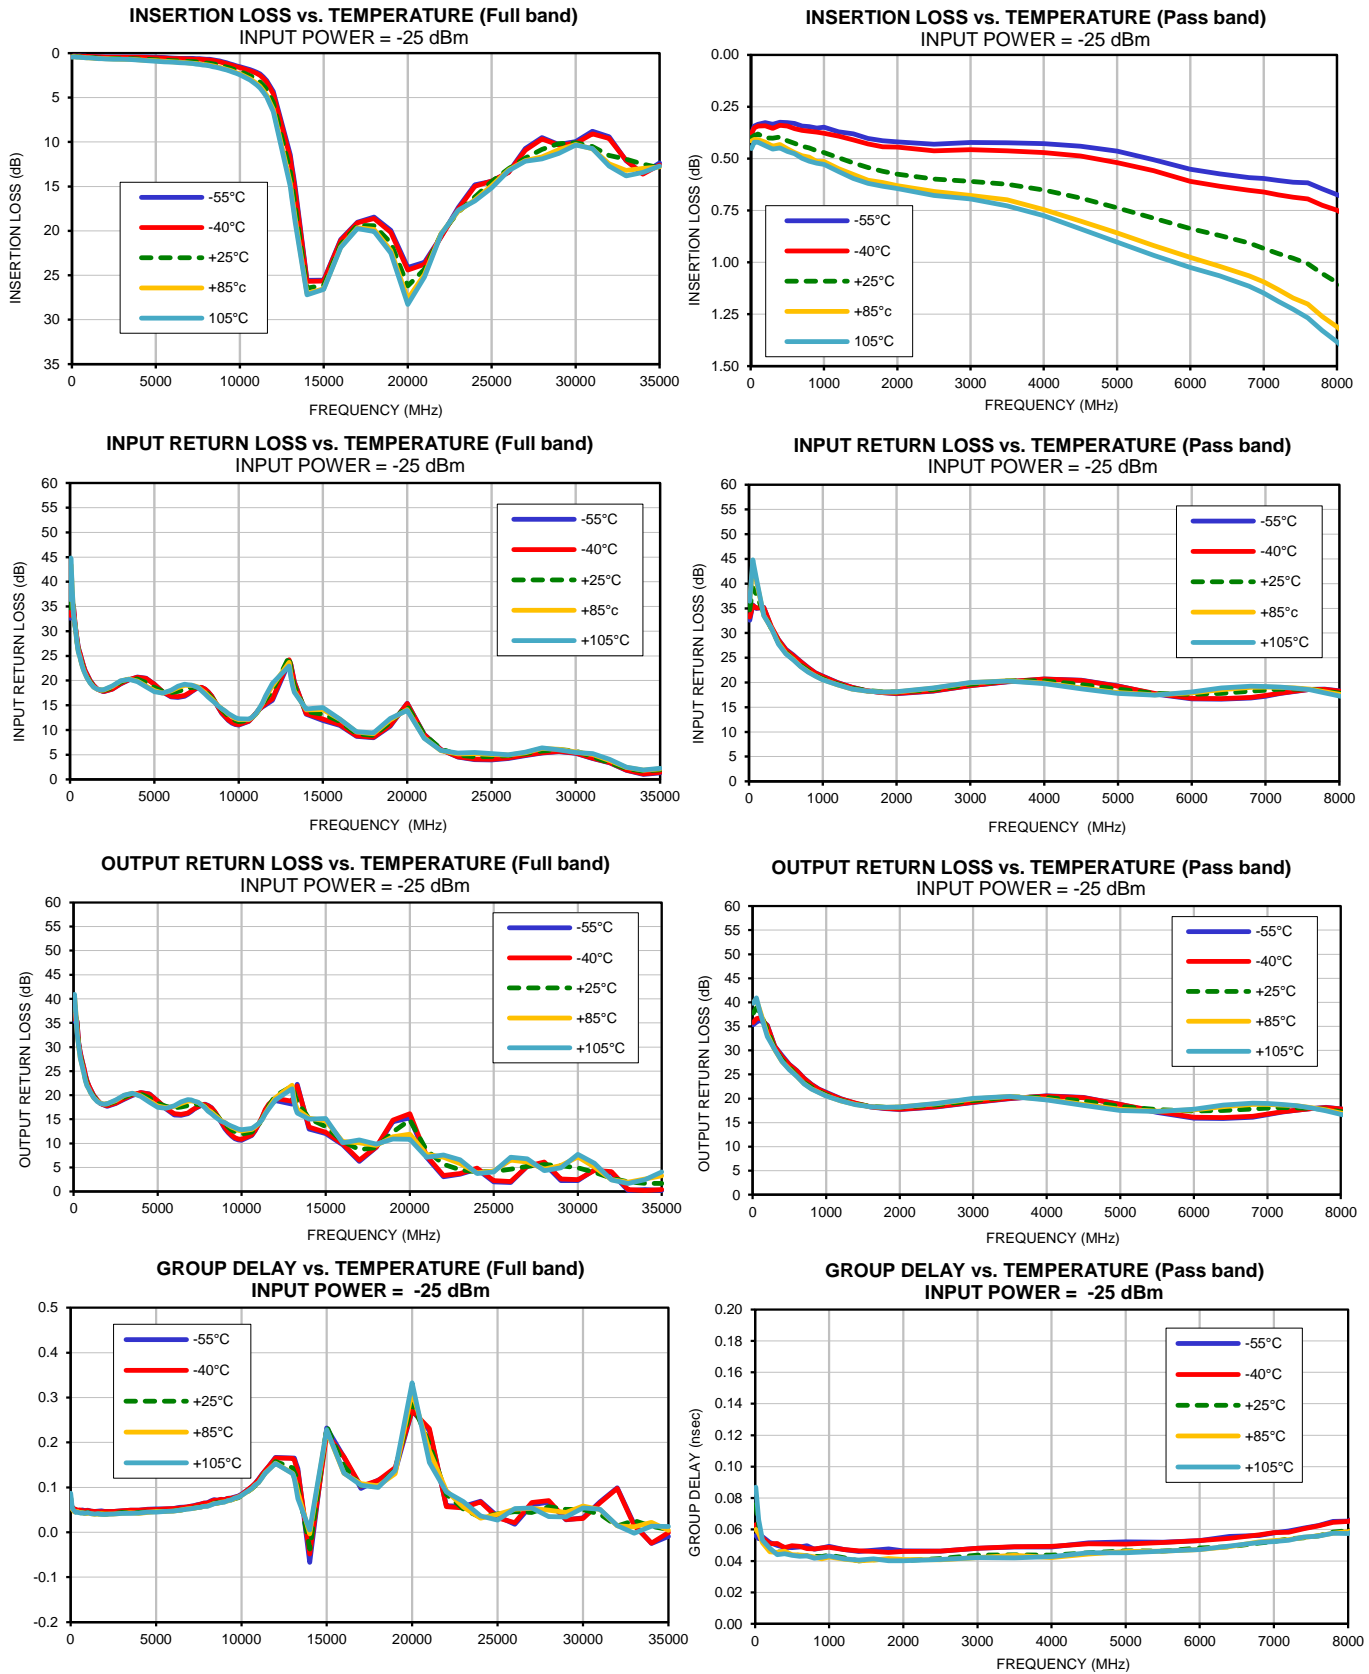 INSERTION LOSS vs. TEMPERATURE (Full band)
INPUT POWER = -25 dBm
INSERTION LOSS (dB)
0
5
10
15
20
25
30
35
-55°C
-40°C
+25°C
+85°c
105°C
0 5000 10000 15000 20000 25000 30000 35000
FREQUENCY (MHz)
INSERTION LOSS vs. TEMPERATURE (Pass band)
INPUT POWER = -25 dBm
INSERTION LOSS (dB)
0.00
0.25
0.50
0.75
1.00
1.25
1.50
-55°C
-40°C
+25°C
+85°c
105°C
0 1000 2000 3000 4000 5000 6000 7000 8000
FREQUENCY (MHz)
INPUT RETURN LOSS vs. TEMPERATURE (Full band)
INPUT POWER = -25 dBm
INPUT RETURN LOSS (dB)
60
55
50
45
40
35
30
25
20
15
10
5
0
-55°C
-40°C
+25°C
+85°c
+105°C
0 5000 10000 15000 20000 25000 30000 35000
FREQUENCY (MHz)
INPUT RETURN LOSS vs. TEMPERATURE (Pass band)
INPUT POWER = -25 dBm
INPUT RETURN LOSS (dB)
60
55
50
45
40
35
30
25
20
15
10
5
0
-55°C
-40°C
+25°C
+85°c
+105°C
0 1000 2000 3000 4000 5000 6000 7000 8000
FREQUENCY (MHz)
OUTPUT RETURN LOSS vs. TEMPERATURE (Full band)
INPUT POWER = -25 dBm
OUTPUT RETURN LOSS (dB)
60
55
50
45
40
35
30
25
20
15
10
5
0
-55°C
-40°C
+25°C
+85°C
+105°C
0 5000 10000 15000 20000 25000 30000 35000
FREQUENCY (MHz)
OUTPUT RETURN LOSS vs. TEMPERATURE (Pass band)
INPUT POWER = -25 dBm
OUTPUT RETURN LOSS (dB)
60
55
50
45
40
35
30
25
20
15
10
5
0
-55°C
-40°C
+25°C
+85°C
+105°C
0 1000 2000 3000 4000 5000 6000 7000 8000
FREQUENCY (MHz)
GROUP DELAY vs. TEMPERATURE (Full band)
INPUT POWER = -25 dBm
0.5
0.4
0.3
0.2
0.1
0.0
-0.1
-0.2
-55°C
-40°C
+25°C
+85°C
+105°C
0 5000 10000 15000 20000 25000 30000 35000
GROUP DELAY vs. TEMPERATURE (Pass band)
INPUT POWER = -25 dBm
GROUP DELAY (nsec)
0.20
0.18
0.16
0.14
0.12
0.10
0.08
0.06
0.04
0.02
0.00
-55°C
-40°C
+25°C
+85°C
+105°C
0 1000 2000 3000 4000 5000 6000 7000 8000
FREQUENCY (MHz)